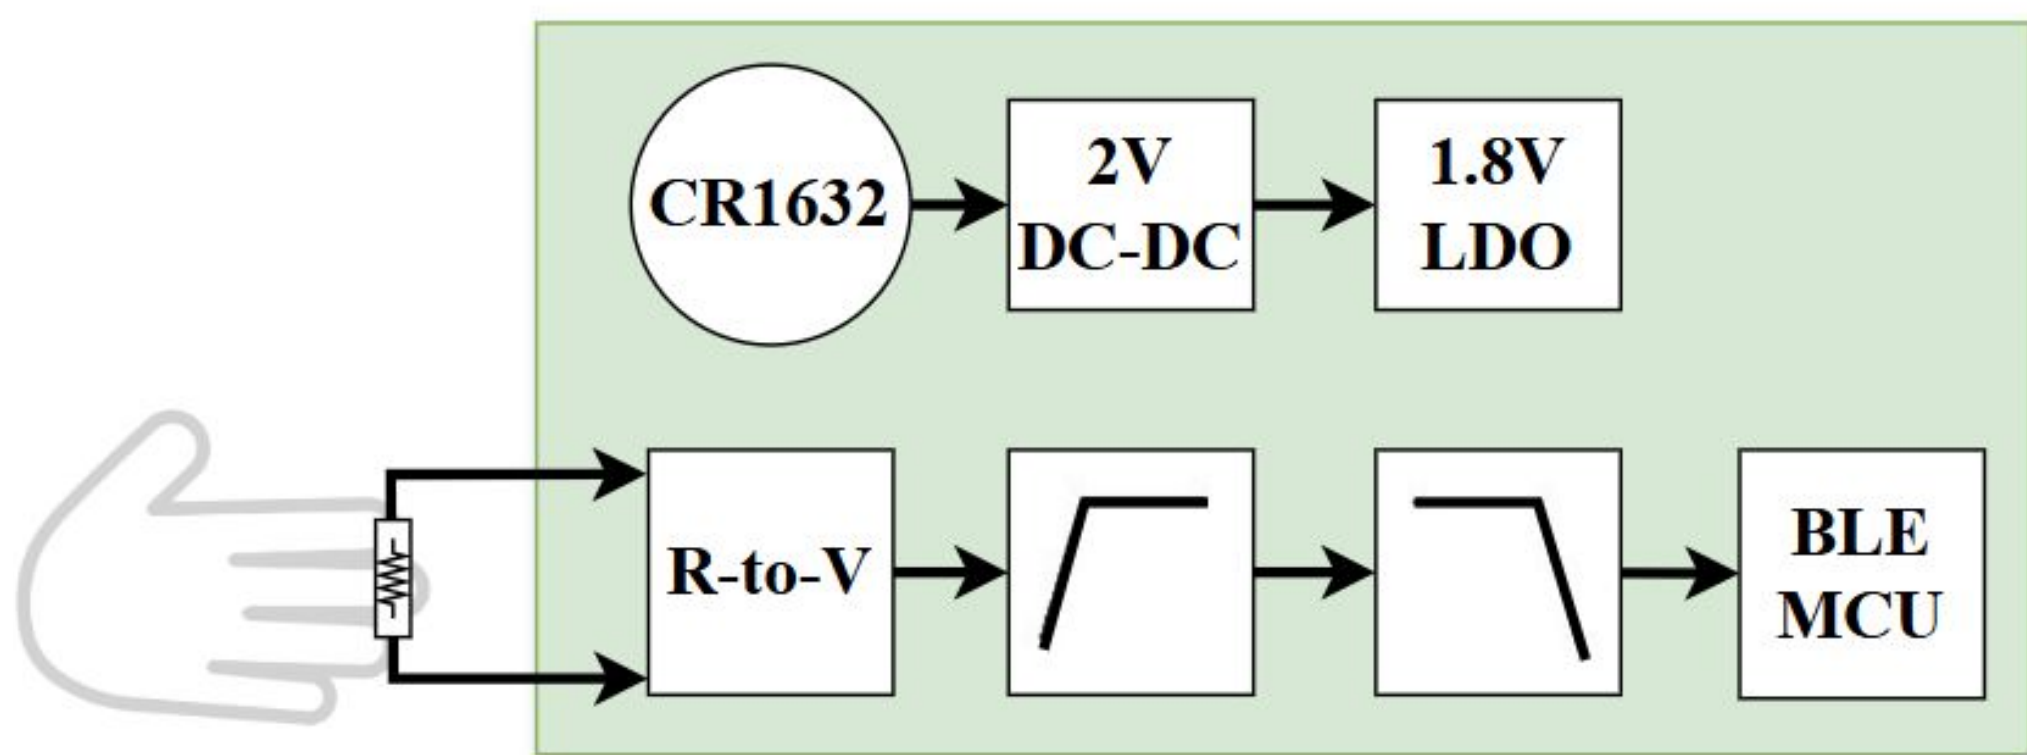 CR1632
2V
DC-DC
1.8V
LDO
R-to-V
BLE
MCU